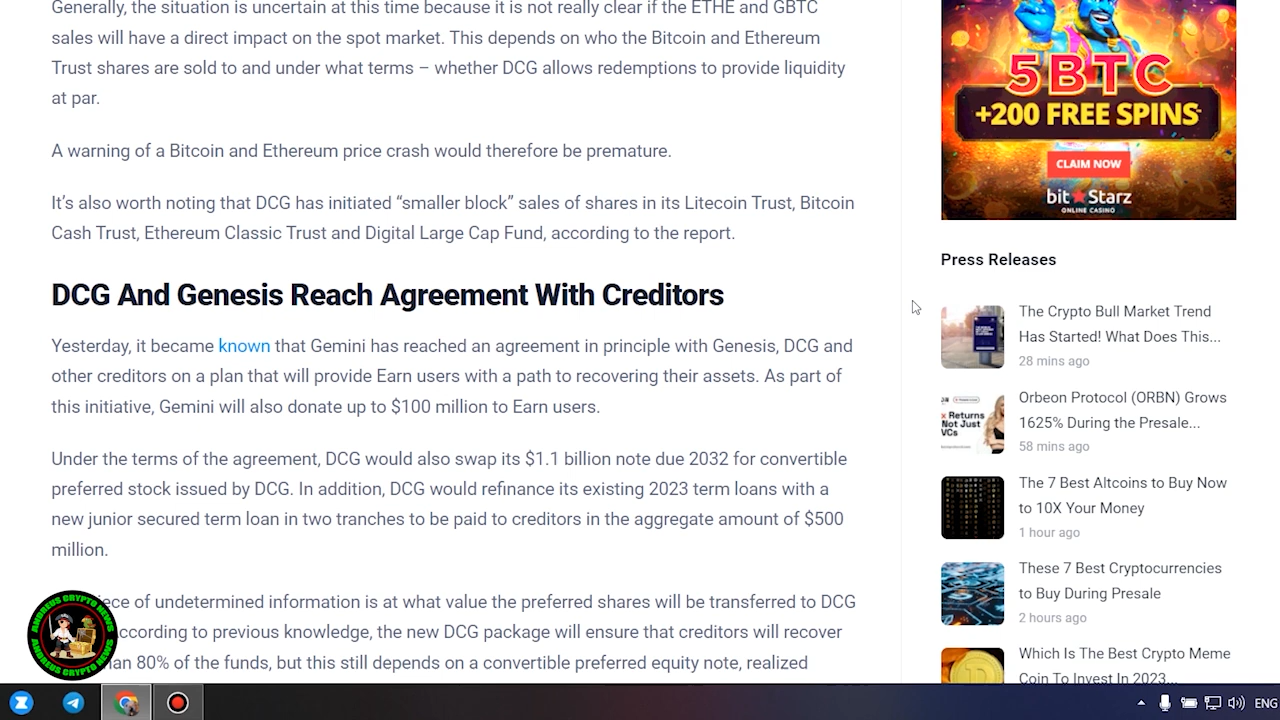 Generally, the situation is uncertain at this time because it is not really clear if the ETHE and GBTC
sales will have a direct impact on the spot market. This depends on who the Bitcoin and Ethereum
Trust shares are sold to and under what — whether DCG allows redemptions to provide liquidity
at par.
A warning of a Bitcoin and Ethereum price crash would therefore be premature.
It's also worth noting that DCG has initiated “smaller block” sales of shares in its Litecoin Trust, Bitcoin
Cash Trust, Ethereum Classic Trust and Digital Large Cap Fund, according to the report.
DCG And Genesis Reach Agreement With Creditors
Yesterday, it became known that Gemini has reached an agreement in principle with Genesis, DCG and
other creditors on a plan that will provide Earn users with a path to recovering their assets. As part of
this initiative, Gemini will also donate up to $100 million to Earn users.
Under the terms of the agreement, DCG would also swap its $1.1 billion note due 2032 for convertible
preferred stock issued by DCG. In addition, DCG would refinance its existing 2023 term loans with a
new junior secured term two tranches to be paid to creditors in the aggregate amount of $500
million.
piece of undetermined information is at what value the preferred shares will be transferred to DCG
According to previous knowledge, the new DCG package will ensure that creditors will recover
than 80% of the funds, but this still depends on a convertible preferred equity note, realized
ANDREUS CRYPTO NEWS
ANDREUS CRYPTO NEWS
5BTC
+200 FREE SPINS
CLAIM NOW
bitStarz
ONLINE CASINO
Press Releases
The Crypto Bull Market Trend
Has Started! What Does This...
28 mins ago
x Returns
Not Just
VCs
Orbeon Protocol (ORBN) Grows
1625% During the Presale...
58 mins ago
The 7 Best Altcoins to Buy Now
to 10X Your Money
1 hour ago
These 7 Best Cryptocurrencies
to Buy During Presale
2 hours ago
Which Is The Best Crypto Meme
Coin To Invest In 2023...
ENG